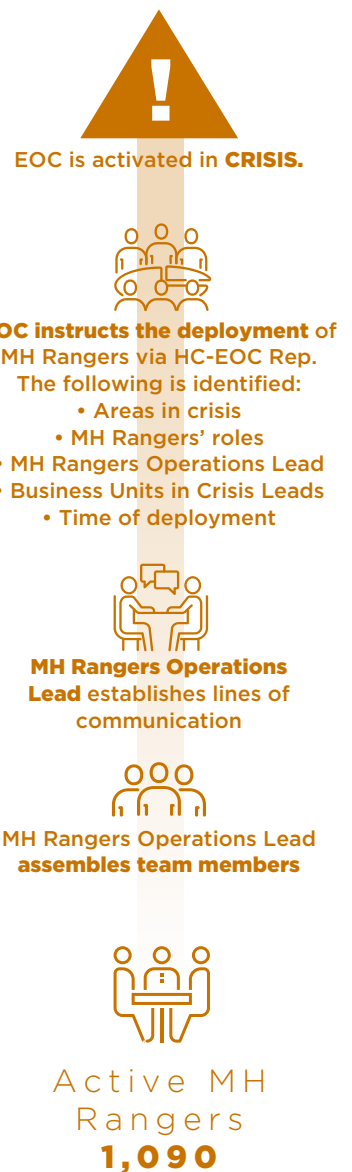 !
EOC is activated in CRISIS.
OC instructs the deployment of
MH Rangers via HC-EOC Rep.
The following is identified:
• Areas in crisis
• MH Rangers' roles
• MH Rangers Operations Lead
• Business Units in Crisis Leads
• Time of deployment
MH Rangers Operations
Lead establishes lines of
communication
MH Rangers Operations Lead
assembles team members
Active MH
Rangers
1,090